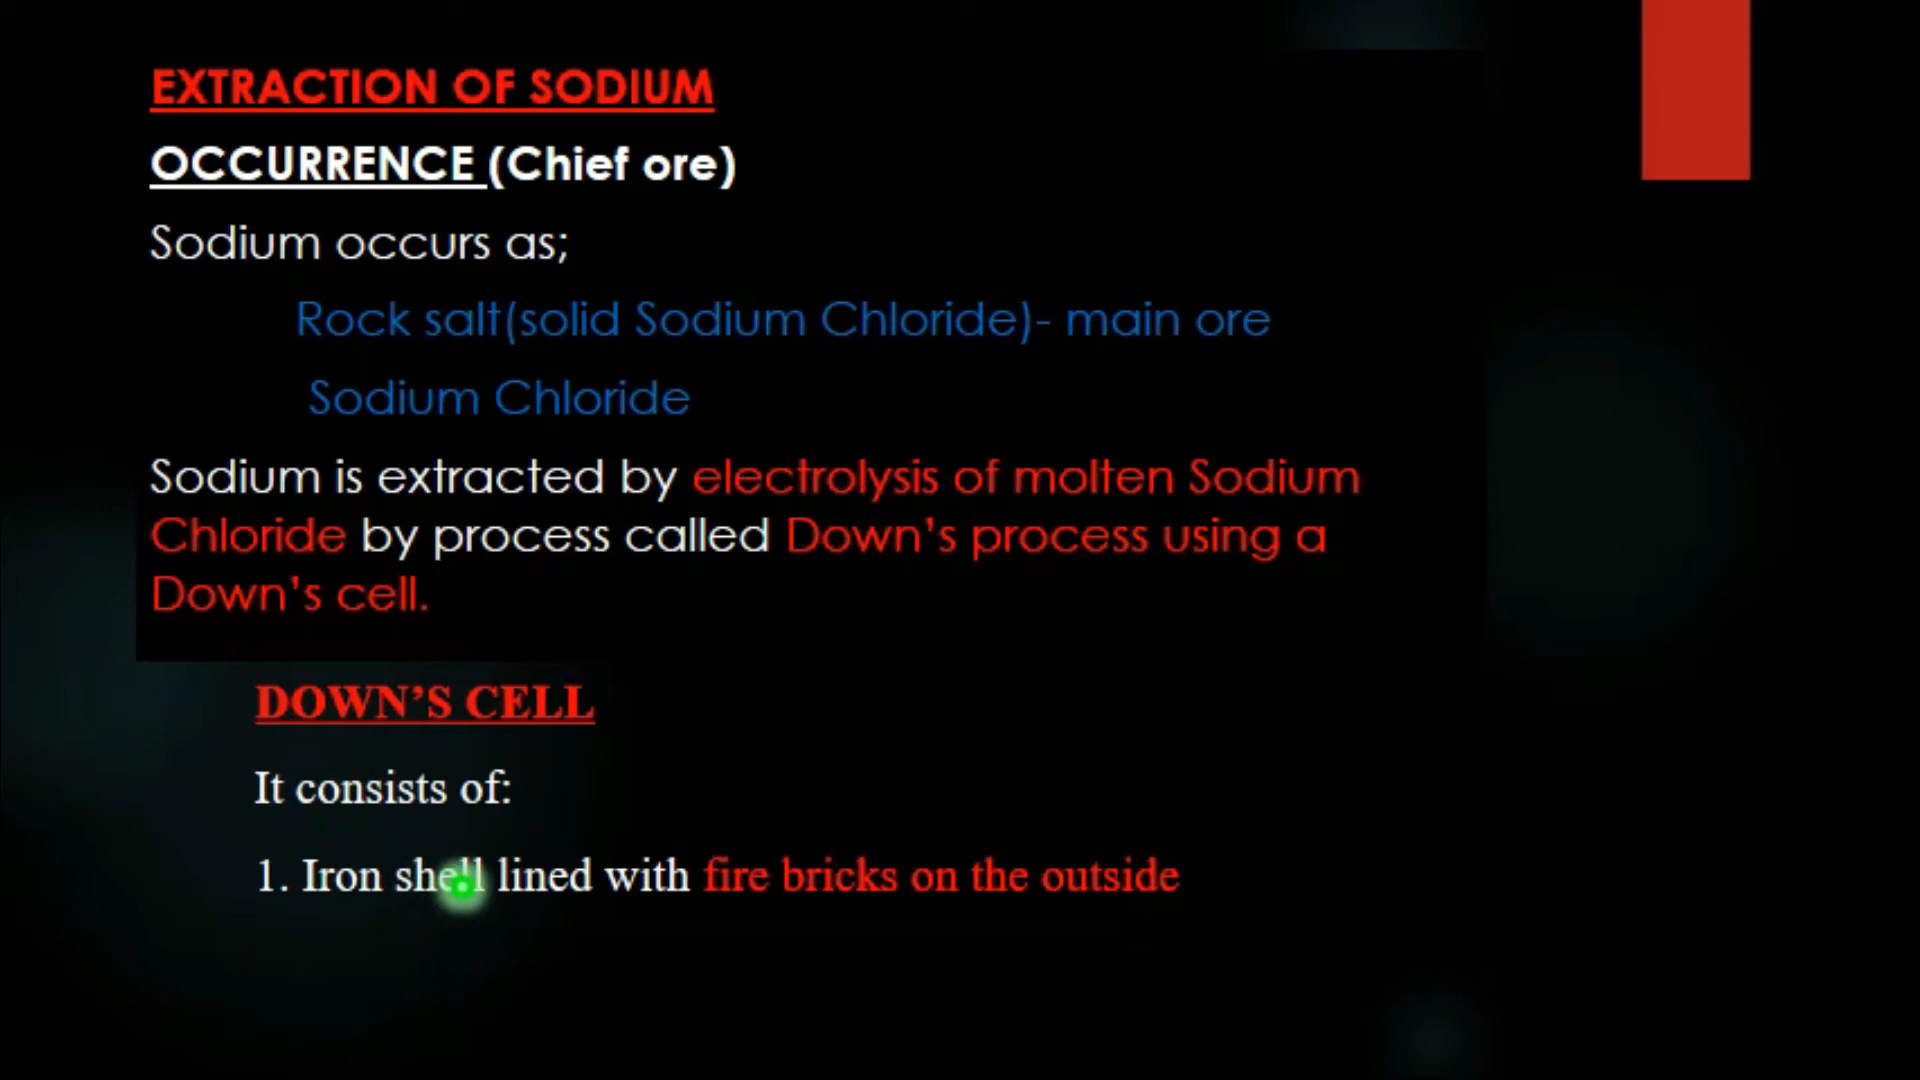 EXTRACTION OF SODIUM
OCCURRENCE (Chief ore)
Sodium occurs as;
Rock salt(solid Sodium Chloride)- main ore
Sodium Chloride
Sodium is extracted by electrolysis of molten Sodium
Chloride by process called Down's process using a
Down's cell.
DOWN'S CELL
It consists of:
1. Iron shell lined with fire bricks on the outside